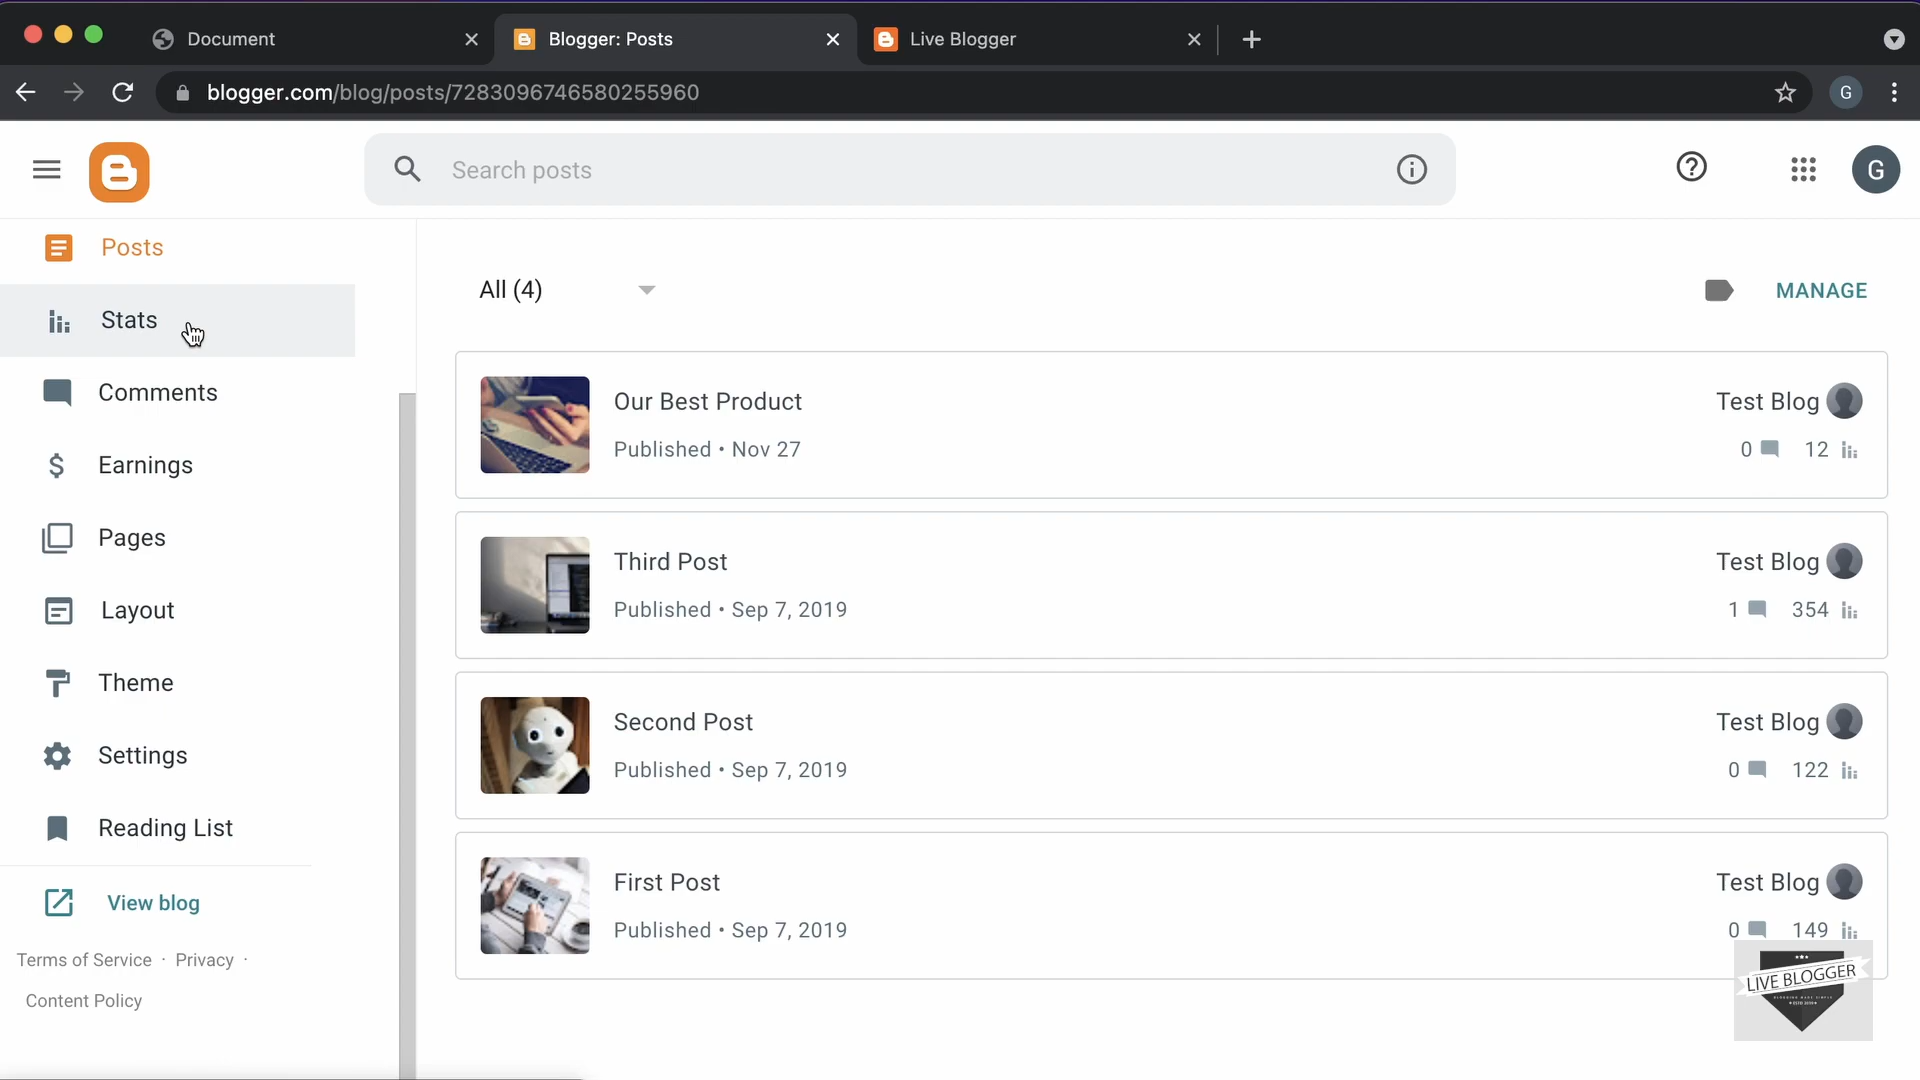 Document
Blogger: Posts
Live Blogger
blogger.com/blog/posts/7283096746580255960
G
Search posts
G
Posts
Stats
Comments
Earnings
Pages
Layout
Theme
Settings
Reading List
View blog
Terms of Service · Privacy ·
Content Policy
All (4)
MANAGE
Our Best Product
Published • Nov 27
Test Blog
0 12
Third Post
Published • Sep 7, 2019
Test Blog
1 354
Second Post
Published • Sep 7, 2019
Test Blog
0 122
First Post
Published • Sep 7, 2019
Test Blog
0 149
LIVE BLOGGER